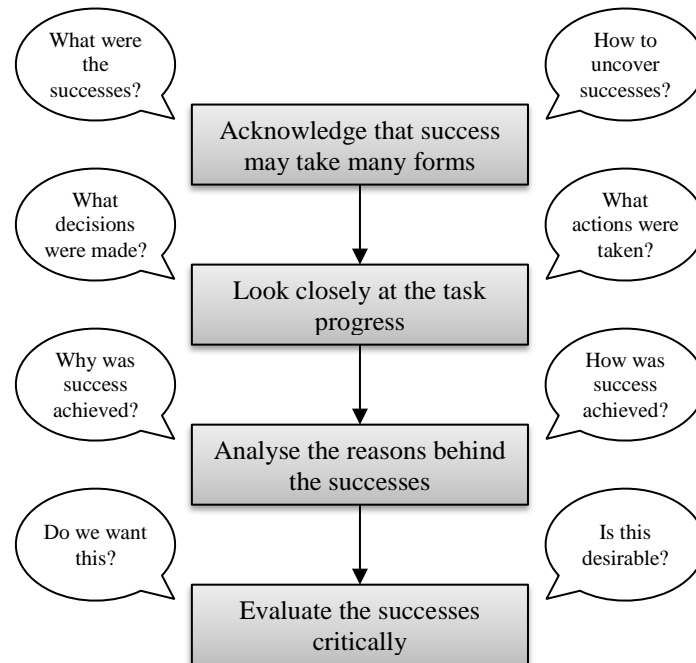 What were
the
successes?
How to
uncover
successes?
Acknowledge that success
may take many forms
What
decisions
were made?
What
actions were
taken?
Look closely at the task
progress
Why was
success
achieved?
How was
success
achieved?
Analyse the reasons behind
the successes
Do we want
this?
Is this
desirable?
Evaluate the successes
critically